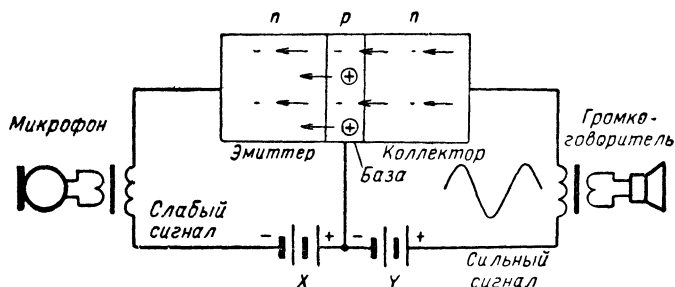 n p n
Микрофон
Эмиттер
Коллектор
База
Громко-
говоритель
Слабый
сигнал
- + - +
X Y
Сильный
сигнал